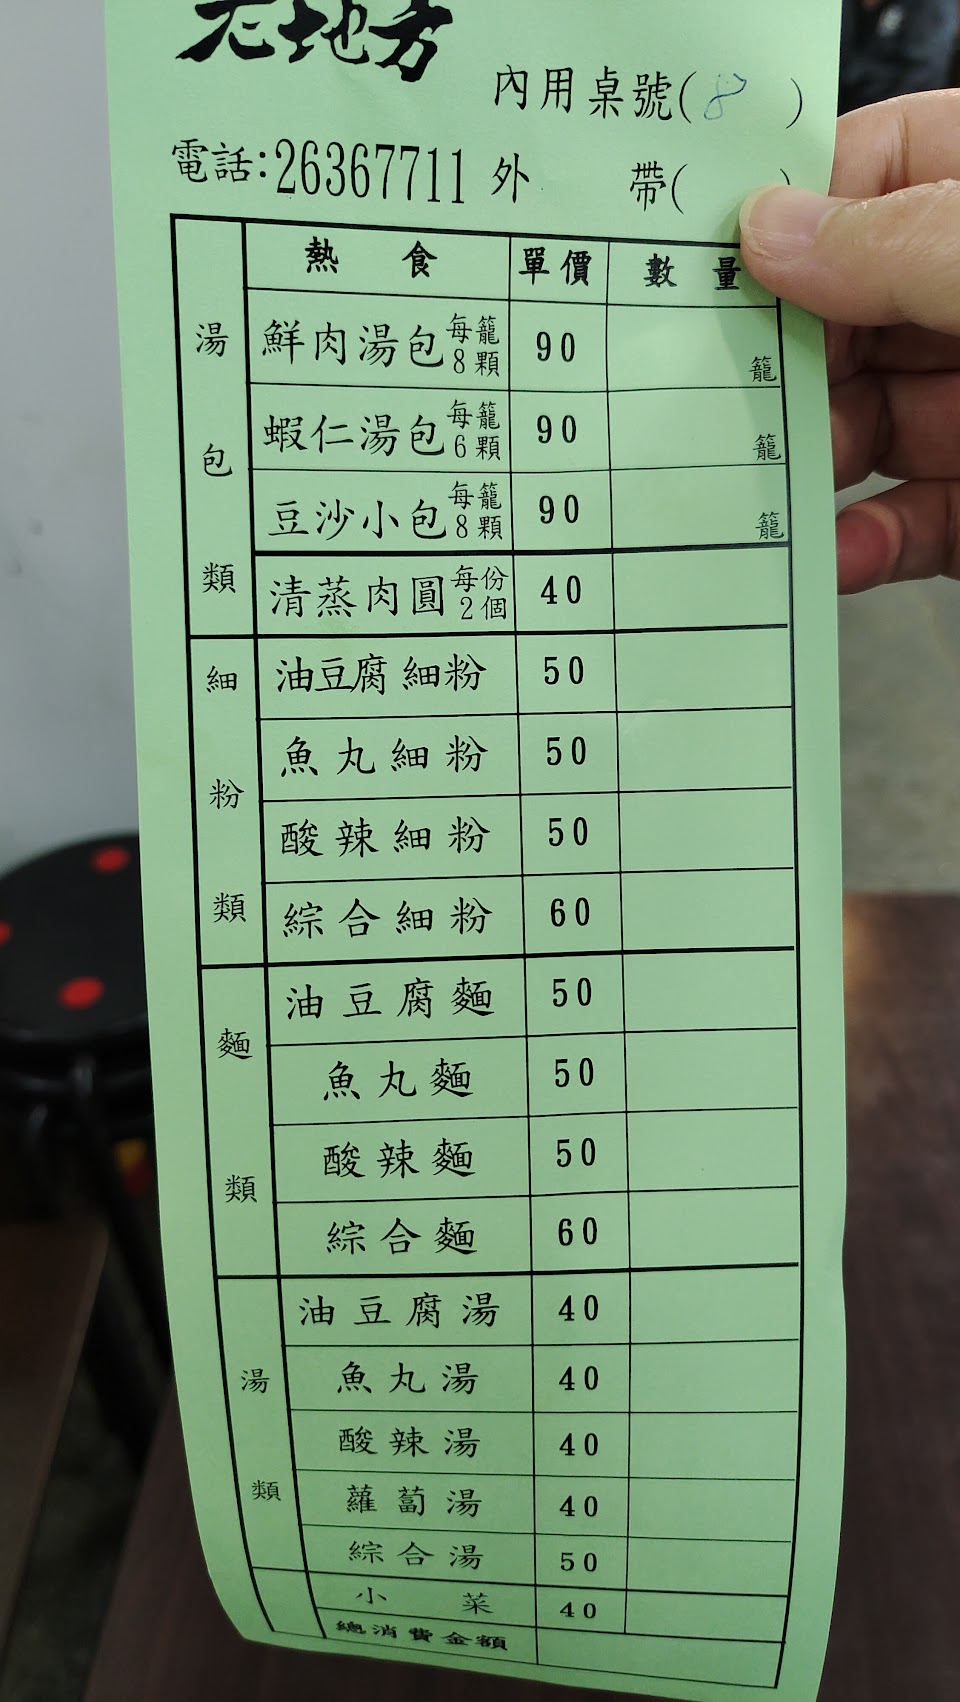 老地方
內用桌號(8 )
電話:26367711 外 帶( )
熱食 單價 數量
湯包類
鮮肉湯包 每籠8顆 90 籠
蝦仁湯包 每籠6顆 90 籠
豆沙小包 每籠8顆 90 籠
清蒸肉圓 每份2個 40
細粉類
油豆腐細粉 50
魚丸細粉 50
酸辣細粉 50
綜合細粉 60
麵類
油豆腐麵 50
魚丸麵 50
酸辣麵 50
綜合麵 60
湯類
油豆腐湯 40
魚丸湯 40
酸辣湯 40
蘿蔔湯 40
綜合湯 50
小菜 40
總消費金額